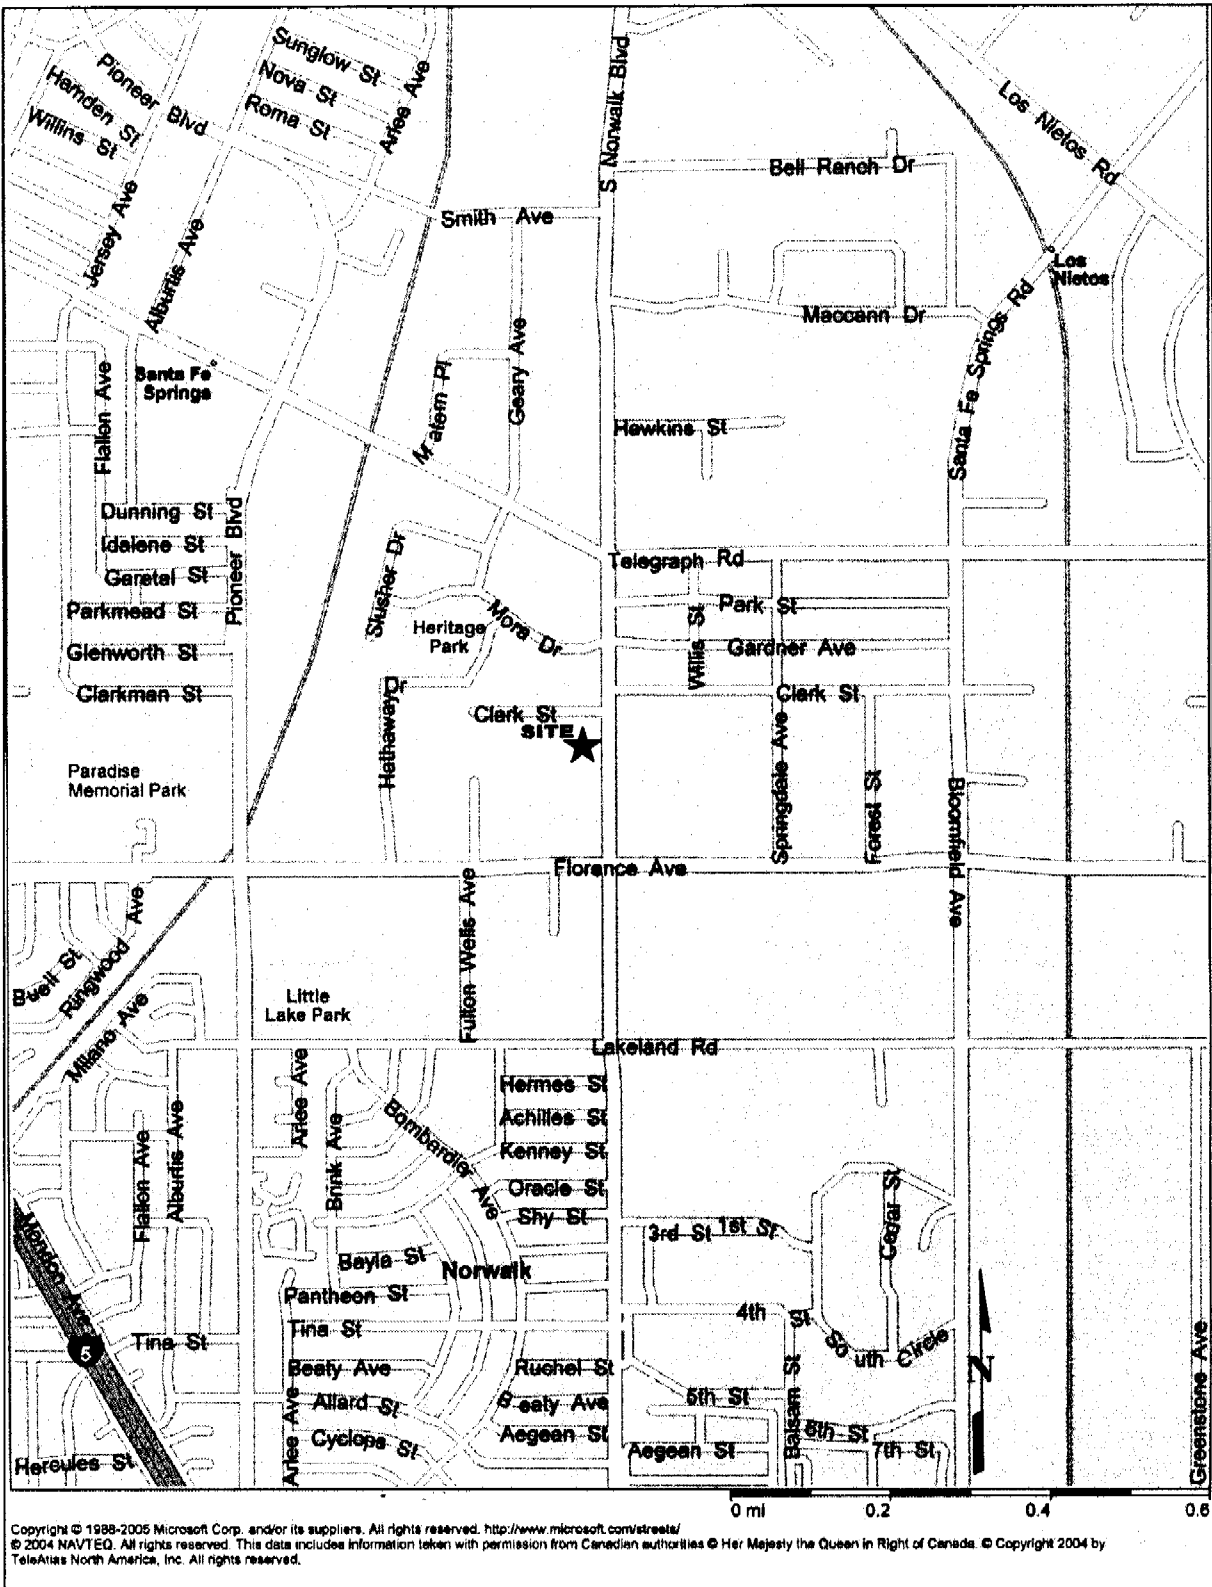 Sunglow St
Nova St
Roma St
Arlee Ave
Pioneer Blvd
Hamden St
Willins St
Jersey Ave
Alburtis Ave
S Norwalk Blvd
Los Nietos Rd
Bell Ranch Dr
Smith Ave
Los
Nietos
Maccann Dr
Santa Fe Springs Rd
Santa Fe
Springs
Flallon Ave
Geary Ave
M atern Pl
Hawkins St
Dunning St
Idalene St
Garetal St
Parkmead St
Glenworth St
Clarkman St
Pioneer Blvd
Slusher Dr
Heritage
Park
Mora Dr
Telegraph Rd
Park St
Willis St
Gardner Ave
Clark St
Hathaway Dr
Clark St
SITE
Springdale Ave
Forest St
Bloomfield Ave
Paradise
Memorial Park
Florence Ave
Ringwood Ave
Buell St
Milano Ave
Fulton Wells Ave
Little
Lake Park
Lakeland Rd
Hermes St
Achilles St
Kenney St
Oracle St
Shy St
Arlee Ave
Brink Ave
Bombardier Ave
Flallon Ave
Alburtis Ave
3rd St
1st St
Cedar St
Bayla St
Norwalk
Pantheon St
Tina St
Tina St
4th St
So uth Circle
Beaty Ave
Ruchel St
Allard St
B eaty Ave
5th St
Balsam St
6th St
Cyclops St
Aegean St
Aegean St
7th St
Arlee Ave
Hercules St
5
N
Greenstone Ave
0 mi 0.2 0.4 0.6
Copyright © 1988-2005 Microsoft Corp. and/or its suppliers. All rights reserved. http://www.microsoft.com/streets/
© 2004 NAVTEQ. All rights reserved. This data includes information taken with permission from Canadian authorities © Her Majesty the Queen in Right of Canada. © Copyright 2004 by
TeleAtlas North America, Inc. All rights reserved.